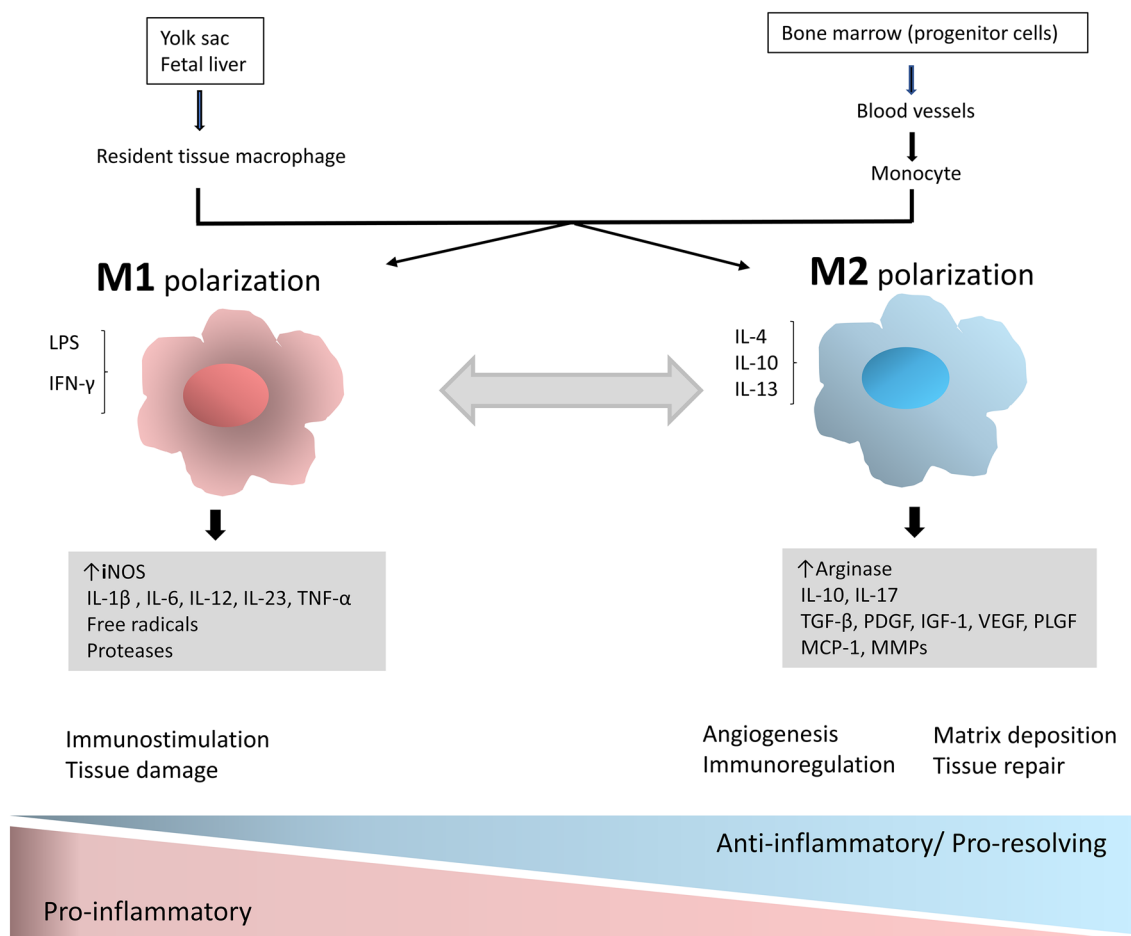 Yolk sac
Fetal liver
Bone marrow (progenitor cells)
Blood vessels
Resident tissue macrophage
Monocyte
M1 polarization
M2 polarization
LPS
IFN-γ
IL-4
IL-10
IL-13
↑iNOS
IL-1β , IL-6, IL-12, IL-23, TNF-α
Free radicals
Proteases
↑Arginase
IL-10, IL-17
TGF-β, PDGF, IGF-1, VEGF, PLGF
MCP-1, MMPs
Immunostimulation
Tissue damage
Angiogenesis
Immunoregulation
Matrix deposition
Tissue repair
Anti-inflammatory/ Pro-resolving
Pro-inflammatory